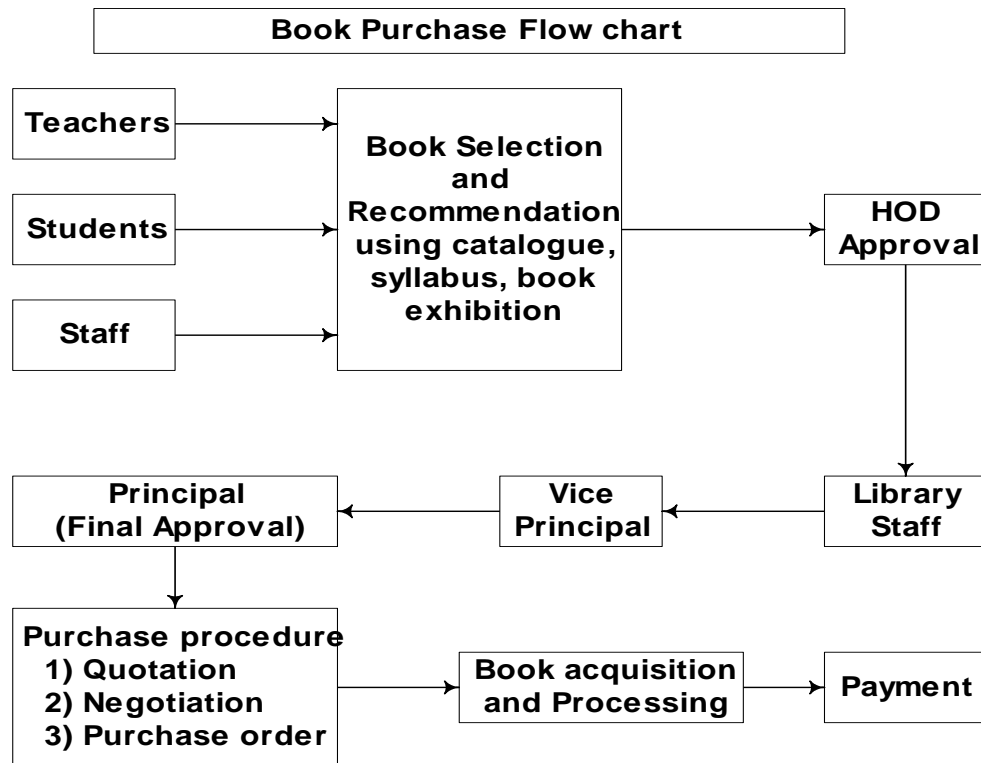 Book Purchase Flow chart
Teachers
Students
Staff
Book Selection
and
Recommendation
using catalogue,
syllabus, book
exhibition
HOD
Approval
Library
Staff
Vice
Principal
Principal
(Final Approval)
Purchase procedure
1) Quotation
2) Negotiation
3) Purchase order
Book acquisition
and Processing
Payment